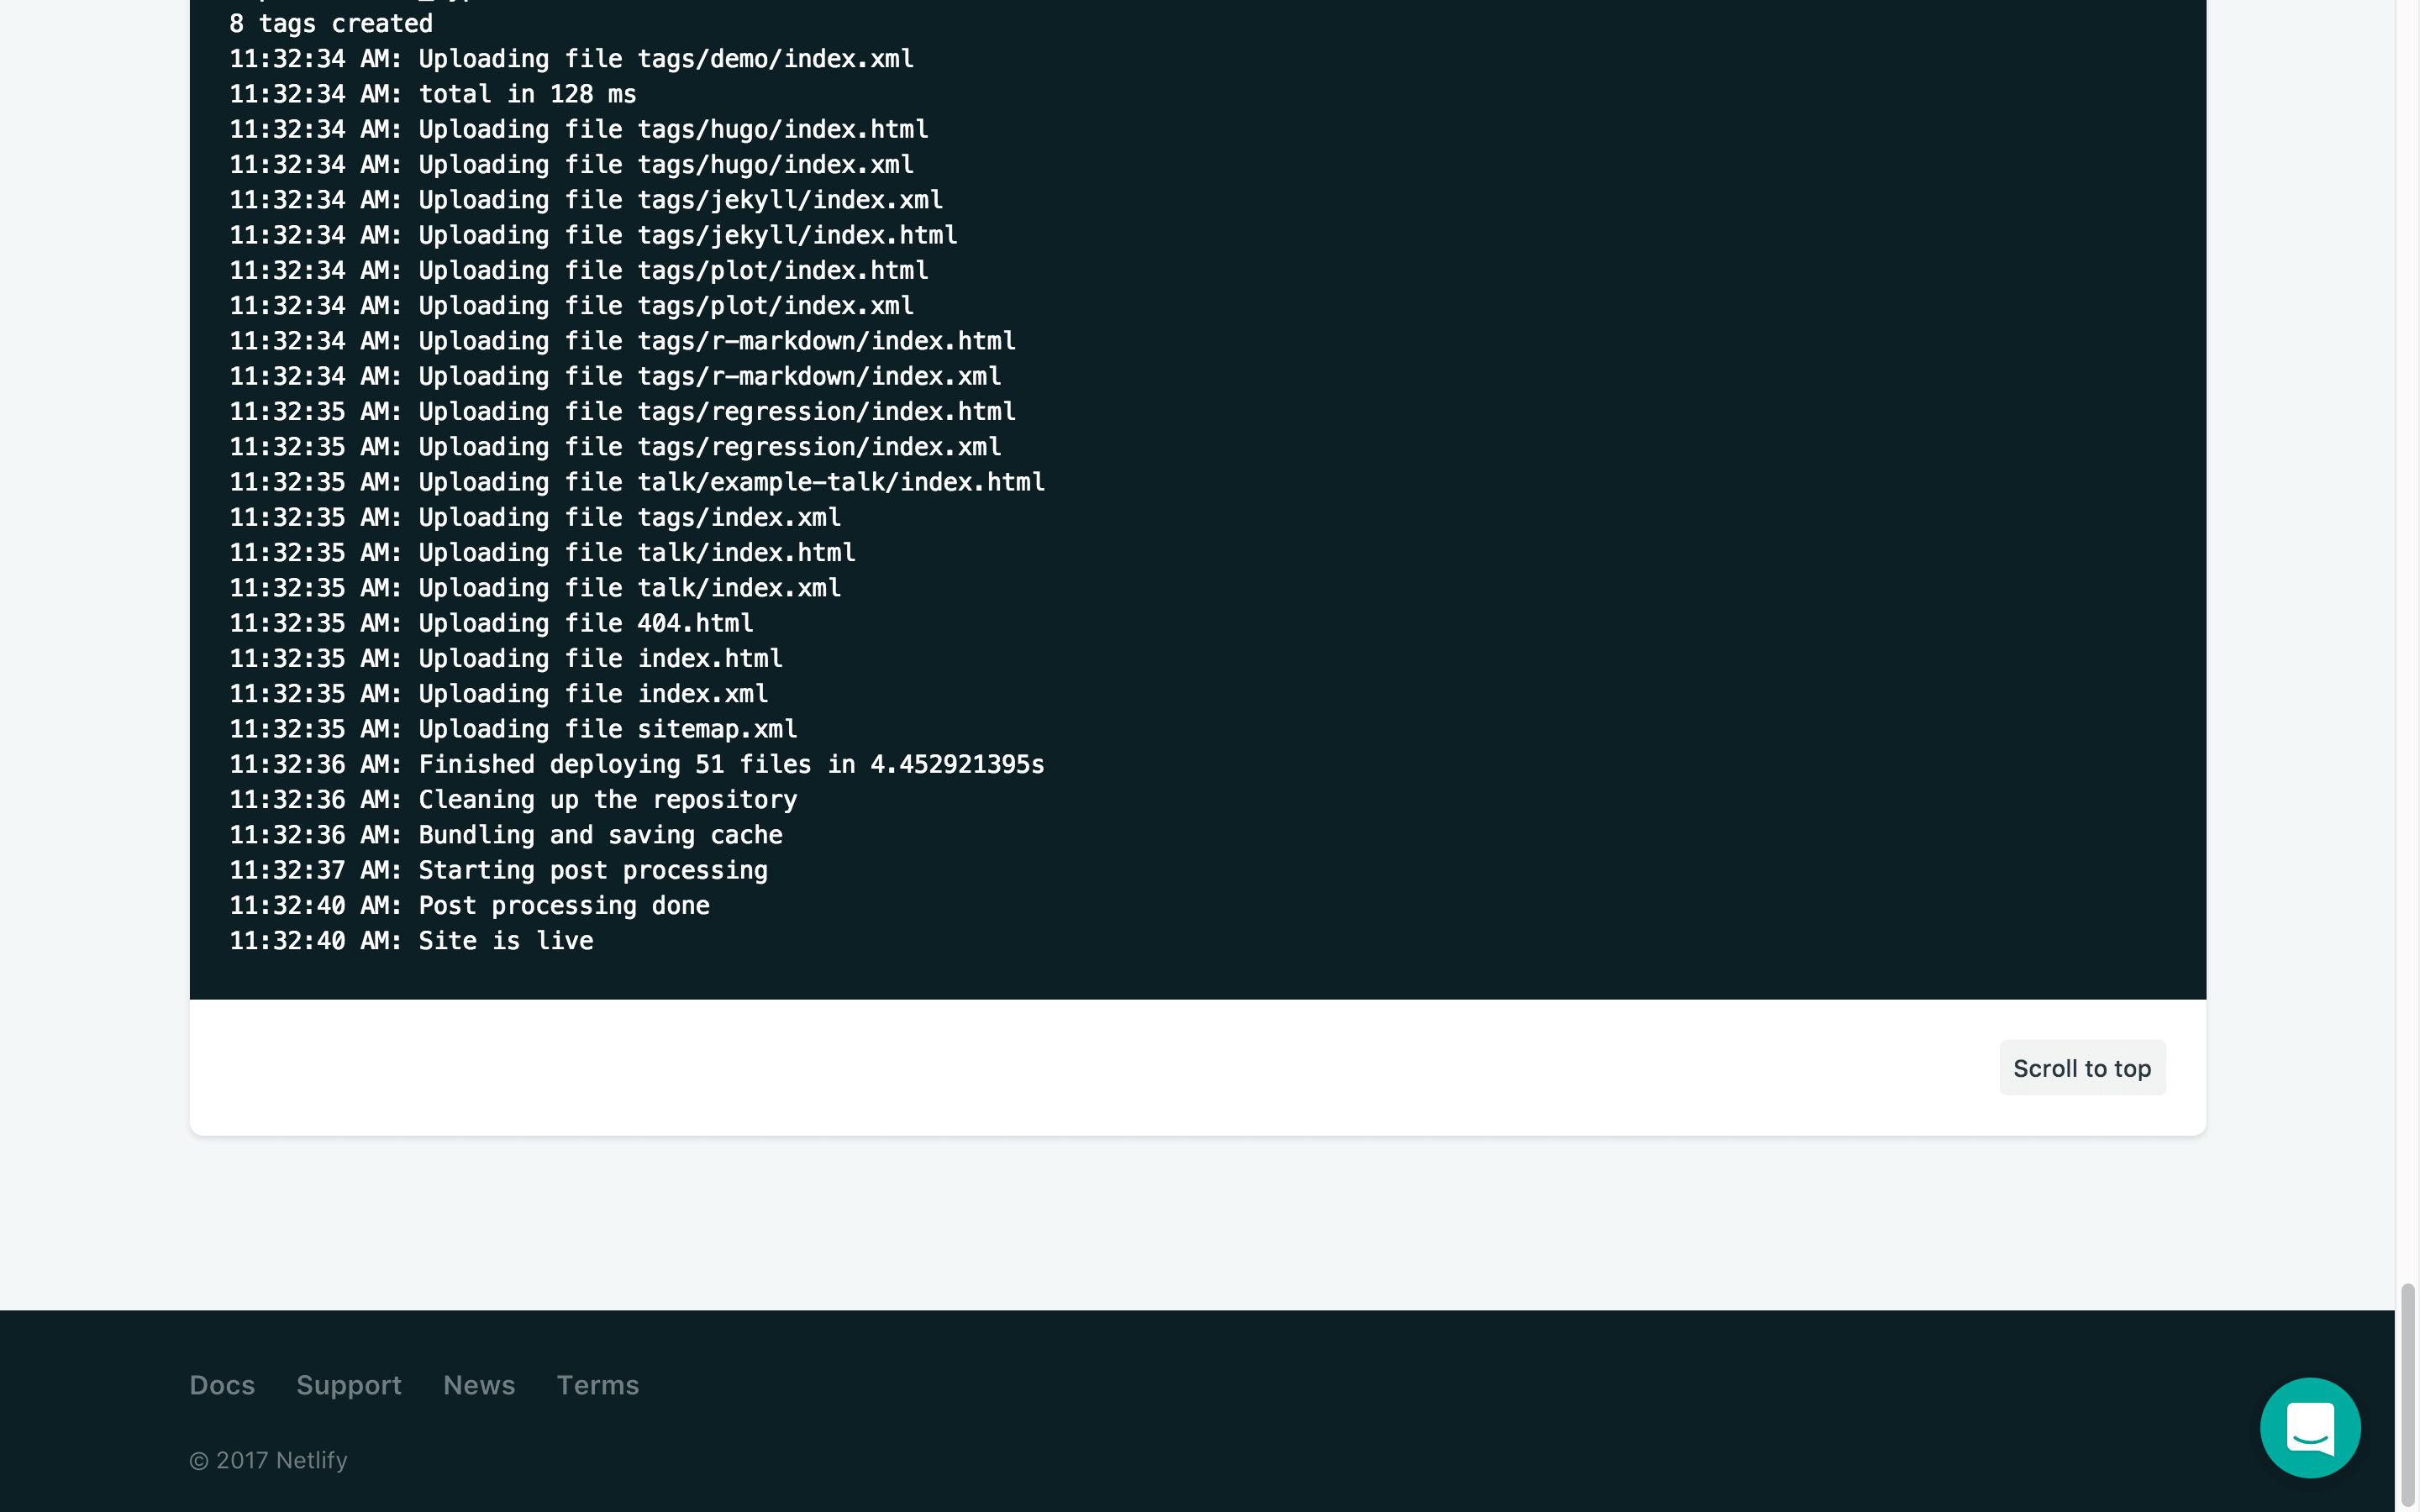 8 tags created
11:32:34 AM: Uploading file tags/demo/index.xml
11:32:34 AM: total in 128 ms
11:32:34 AM: Uploading file tags/hugo/index.html
11:32:34 AM: Uploading file tags/hugo/index.xml
11:32:34 AM: Uploading file tags/jekyll/index.xml
11:32:34 AM: Uploading file tags/jekyll/index.html
11:32:34 AM: Uploading file tags/plot/index.html
11:32:34 AM: Uploading file tags/plot/index.xml
11:32:34 AM: Uploading file tags/r-markdown/index.html
11:32:34 AM: Uploading file tags/r-markdown/index.xml
11:32:35 AM: Uploading file tags/regression/index.html
11:32:35 AM: Uploading file tags/regression/index.xml
11:32:35 AM: Uploading file talk/example-talk/index.html
11:32:35 AM: Uploading file tags/index.xml
11:32:35 AM: Uploading file talk/index.html
11:32:35 AM: Uploading file talk/index.xml
11:32:35 AM: Uploading file 404.html
11:32:35 AM: Uploading file index.html
11:32:35 AM: Uploading file index.xml
11:32:35 AM: Uploading file sitemap.xml
11:32:36 AM: Finished deploying 51 files in 4.452921395s
11:32:36 AM: Cleaning up the repository
11:32:36 AM: Bundling and saving cache
11:32:37 AM: Starting post processing
11:32:40 AM: Post processing done
11:32:40 AM: Site is live
Scroll to top
Docs Support News Terms
© 2017 Netlify